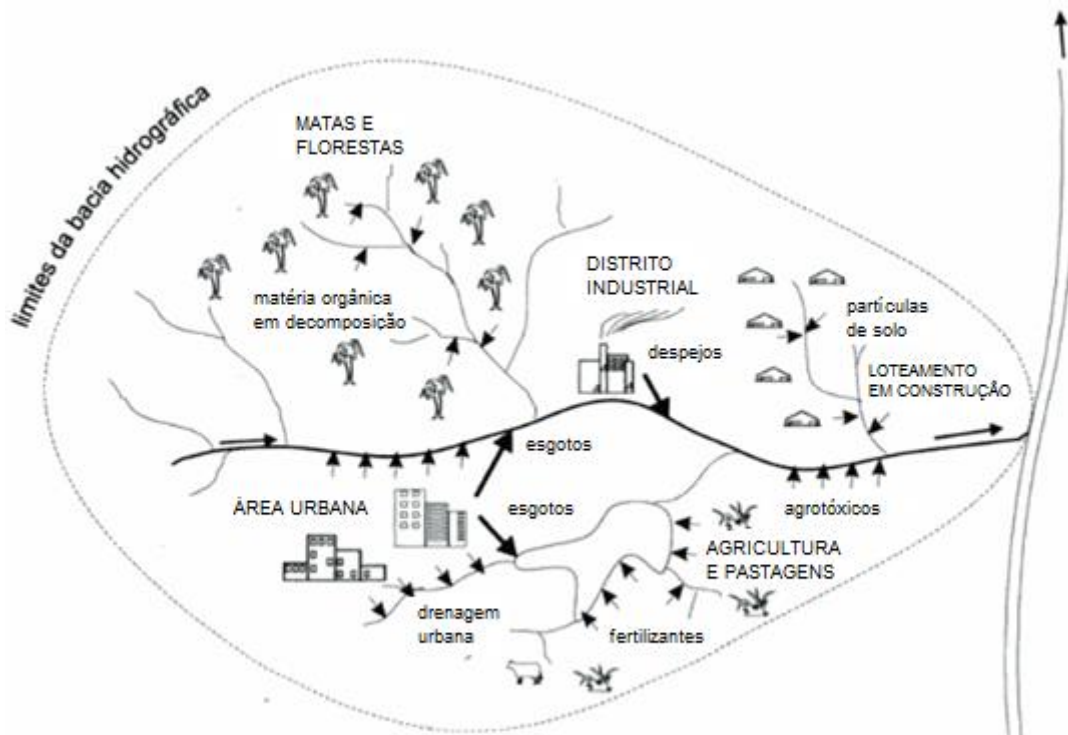 limites da bacia hidrográfica
MATAS E
FLORESTAS
matéria orgânica
em decomposição
DISTRITO
INDUSTRIAL
despejos
partículas
de solo
LOTEAMENTO
EM CONSTRUÇÃO
esgotos
ÁREA URBANA
esgotos
agrotóxicos
AGRICULTURA
E PASTAGENS
drenagem
urbana
fertilizantes